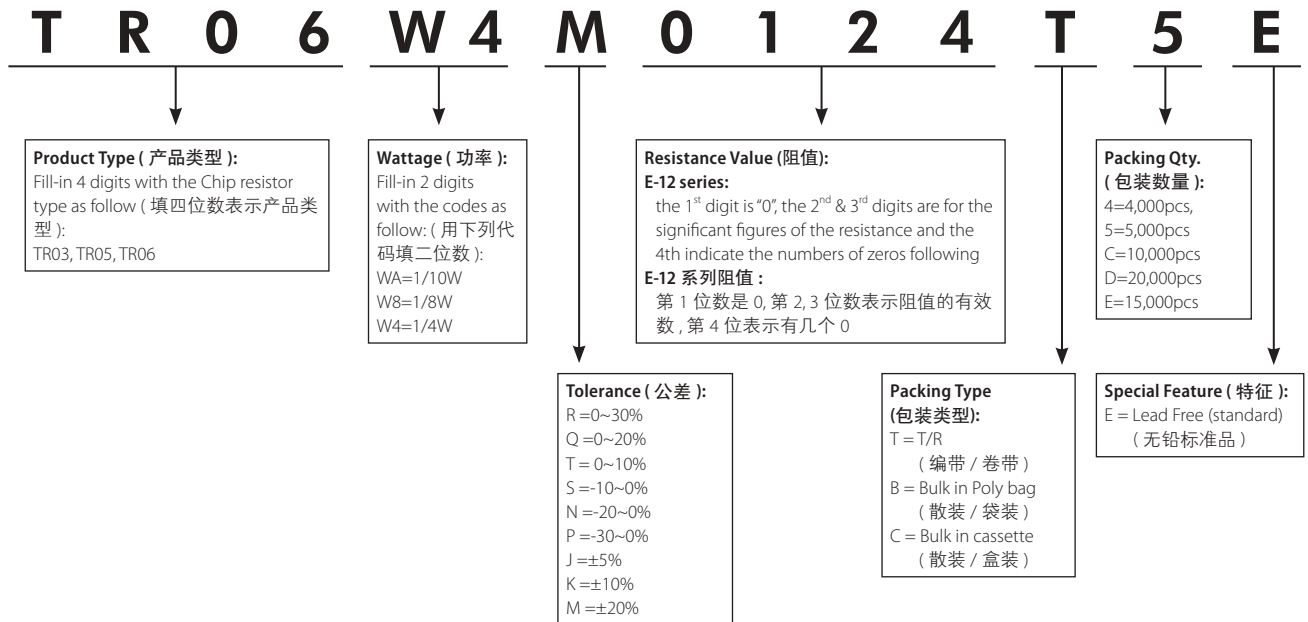 T R 0 6 W 4 M 0 1 2 4 T 5 E
Product Type ( 产品类型 ):
Fill-in 4 digits with the Chip resistor
type as follow ( 填四位数表示产品类
型 ):
TR03, TR05, TR06
Wattage ( 功率 ):
Fill-in 2 digits
with the codes as
follow: ( 用下列代
码填二位数 ):
WA=1/10W
W8=1/8W
W4=1/4W
Resistance Value (阻值):
E-12 series:
the 1st digit is “0”, the 2nd & 3rd digits are for the
significant figures of the resistance and the
4th indicate the numbers of zeros following
E-12 系列阻值 :
第 1 位数是 0, 第 2, 3 位数表示阻值的有效
数 , 第 4 位表示有几个 0
Packing Qty.
( 包装数量 ):
4=4,000pcs,
5=5,000pcs
C=10,000pcs
D=20,000pcs
E=15,000pcs
Tolerance ( 公差 ):
R =0~30%
Q =0~20%
T = 0~10%
S =-10~0%
N =-20~0%
P =-30~0%
J =±5%
K =±10%
M =±20%
Packing Type
(包装类型):
T = T/R
( 编带 / 卷带 )
B = Bulk in Poly bag
( 散装 / 袋装 )
C = Bulk in cassette
( 散装 / 盒装 )
Special Feature ( 特征 ):
E = Lead Free (standard)
( 无铅标准品 )